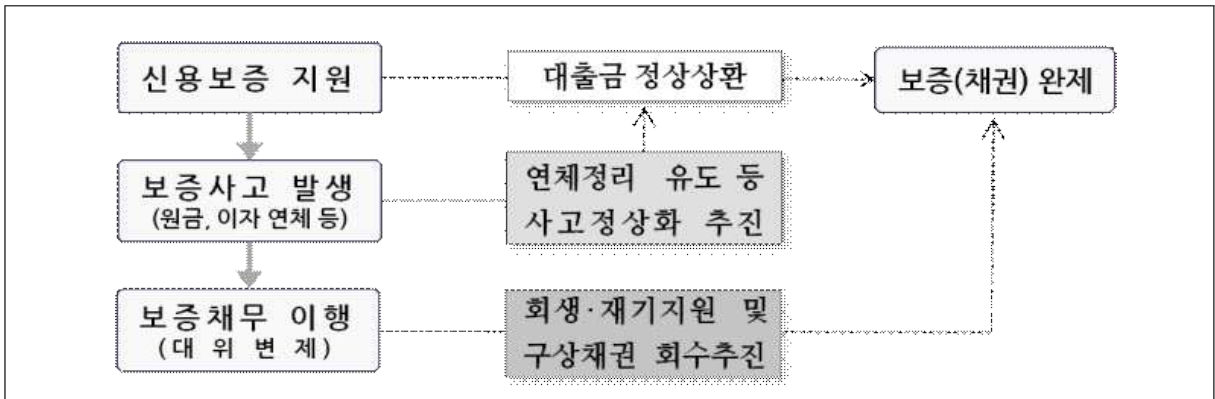 신용보증 지원
대출금 정상상환
보증(채권) 완제
보증사고 발생
(원금, 이자 연체 등)
연체정리 유도 등
사고정상화 추진
보증채무 이행
(대 위 변 제)
회생·재기지원 및
구상채권 회수추진